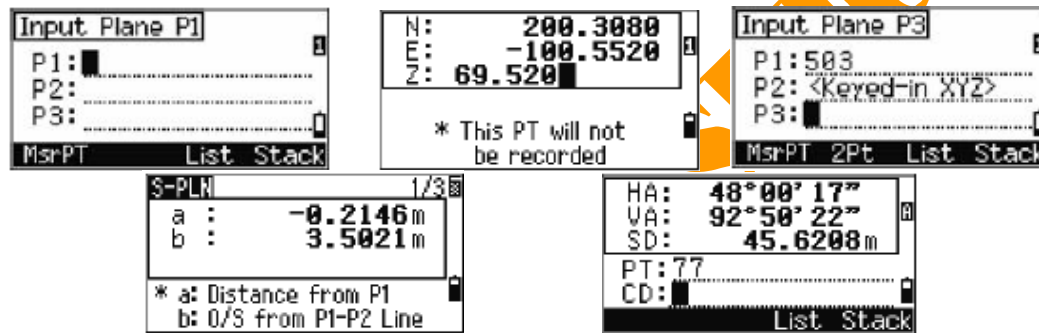 Input Plane P1
1
P1:
P2:
P3:
MsrPT List Stack
N: 200.3080
E: -100.5520
Z: 69.520
1
* This PT will not
be recorded
Input Plane P3
P1:503
P2: <Keyed-in XYZ>
P3:
MsrPT 2Pt List Stack
S-PLN 1/3
a : -0.2146m
b : 3.5021m
* a: Distance from P1
b: O/S from P1-P2 Line
HA: 48°00'17"
VA: 92°50'22"
SD: 45.6208m
A
PT:77
CD:
List Stack